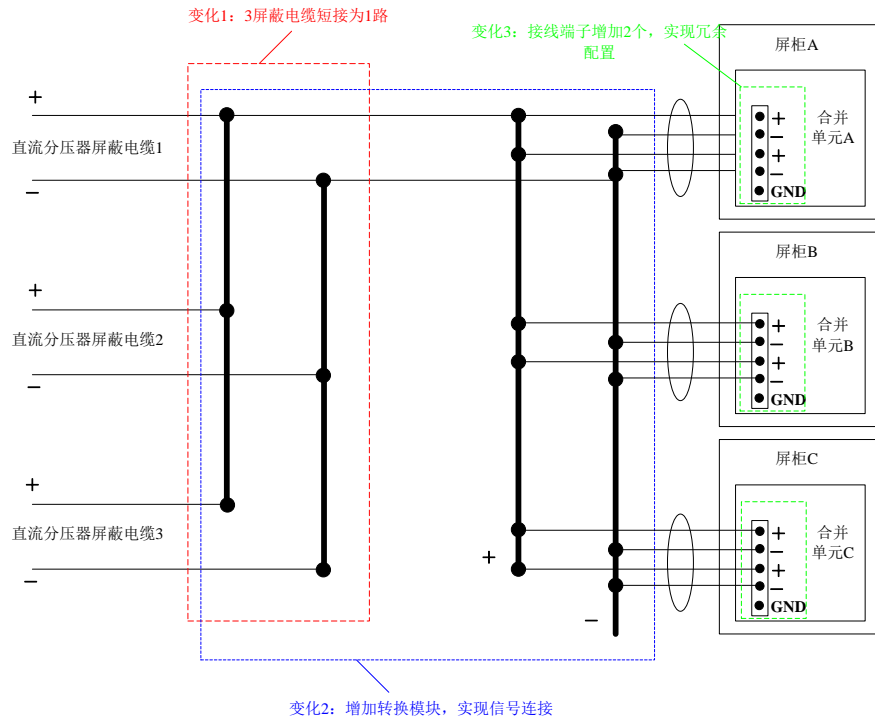 变化1：3屏蔽电缆短接为1路
变化3：接线端子增加2个，实现冗余
配置
屏柜A
+
直流分压器屏蔽电缆1
−
+
−
+
−
GND
合并
单元A
屏柜B
+
直流分压器屏蔽电缆2
−
+
−
+
−
GND
合并
单元B
屏柜C
+
直流分压器屏蔽电缆3
−
+
−
+
−
+
−
GND
合并
单元C
变化2：增加转换模块，实现信号连接